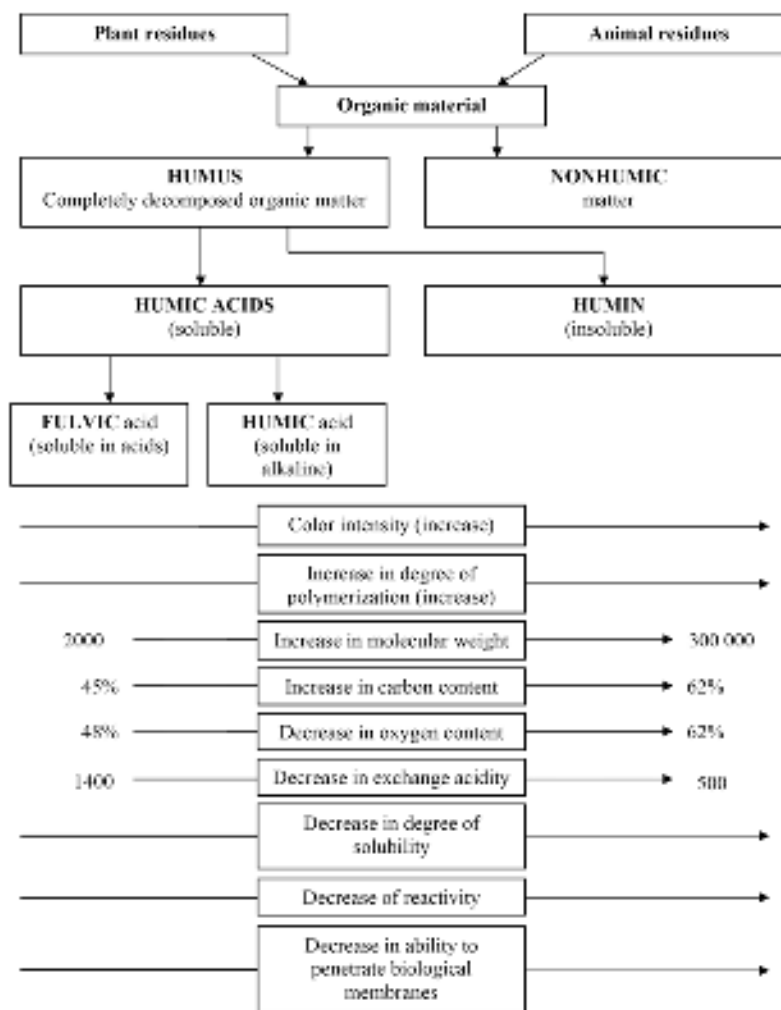 Plant residues
Animal residues
Organic material
HUMUS
Completely decomposed organic matter
NONHUMIC
matter
HUMIC ACIDS
(soluble)
HUMIN
(insoluble)
FULVIC acid
(soluble in acids)
HUMIC acid
(soluble in
alkaline)
Color intensity (increase)
Increase in degree of
polymerization (increase)
2000
Increase in molecular weight
300 000
45%
Increase in carbon content
62%
48%
Decrease in oxygen content
62%
1400
Decrease in exchange acidity
500
Decrease in degree of
solubility
Decrease of reactivity
Decrease in ability to
penetrate biological
membranes